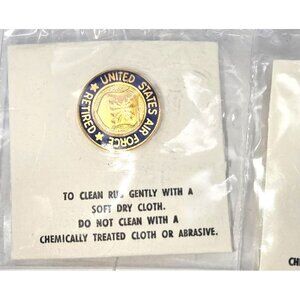 UNITED STATES AIR FORCE
★ RETIRED ★
TO CLEAN RUB GENTLY WITH A
SOFT DRY CLOTH.
DO NOT CLEAN WITH A
CHEMICALLY TREATED CLOTH OR ABRASIVE.
CH